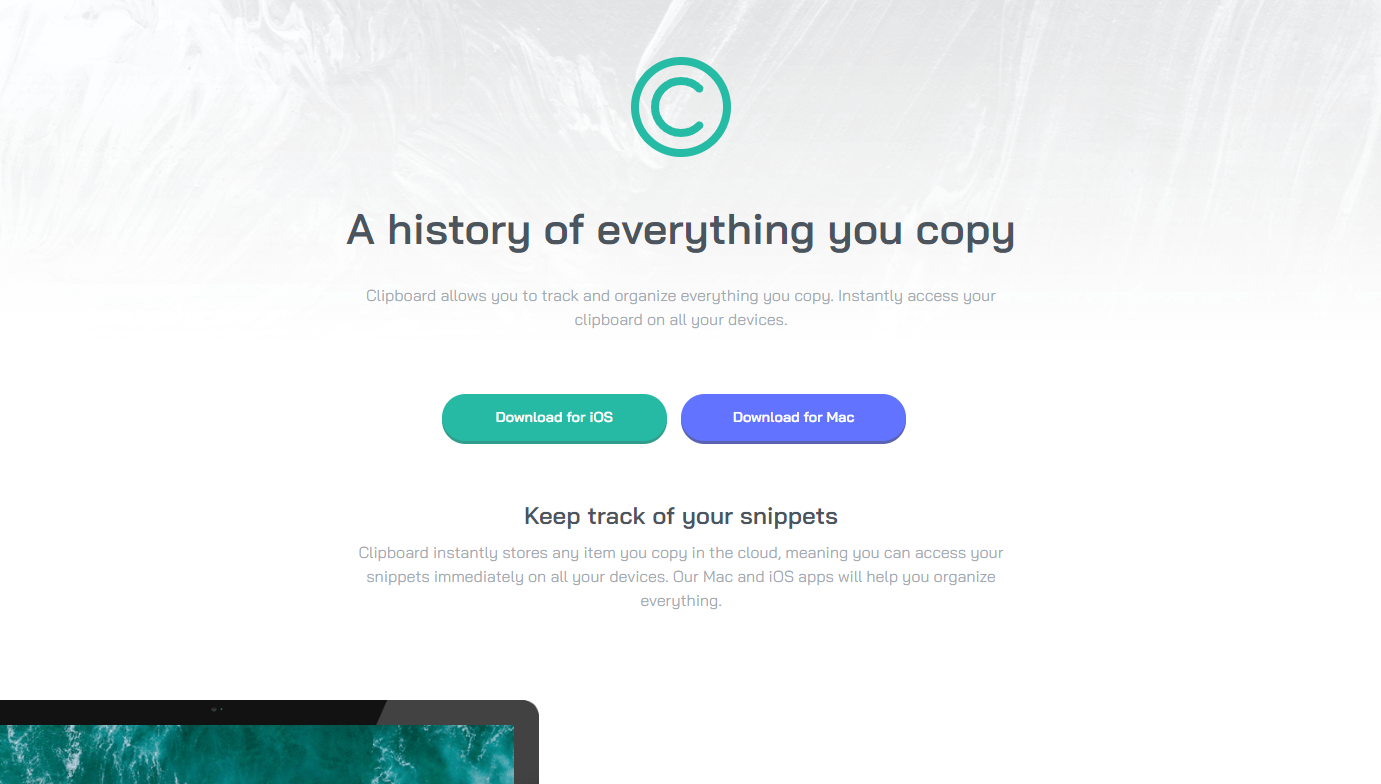 A history of everything you copy
Clipboard allows you to track and organize everything you copy. Instantly access your
clipboard on all your devices.
Download for iOS
Download for Mac
Keep track of your snippets
Clipboard instantly stores any item you copy in the cloud, meaning you can access your
snippets immediately on all your devices. Our Mac and iOS apps will help you organize
everything.